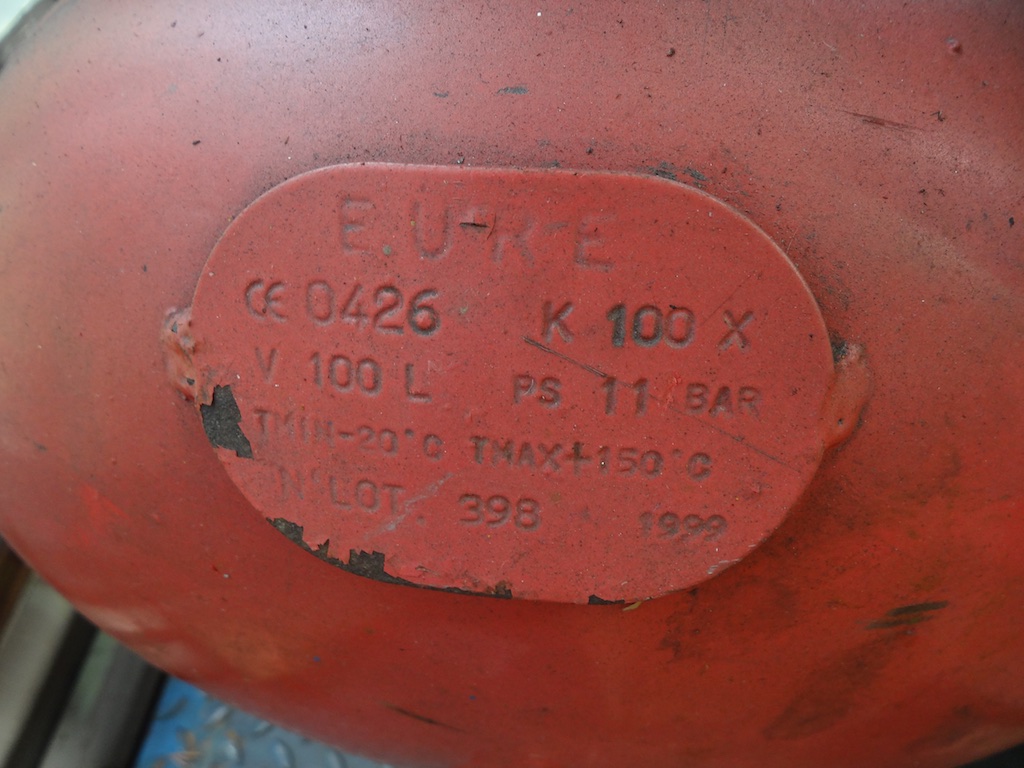 E.U.R.E
CE 0426 K 100 X
V 100 L PS 11 BAR
TMIN-20°C TMAX+150°C
N°LOT. 398 1999